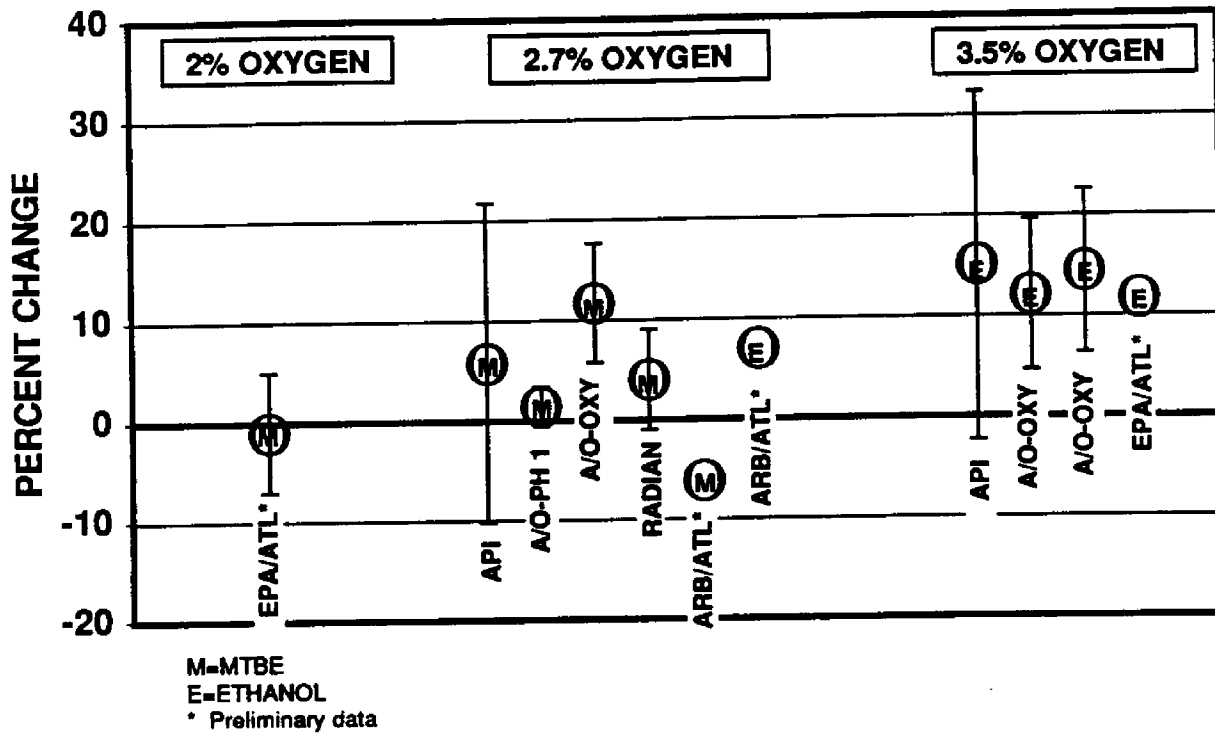 40
30
20
10
0
-10
-20
PERCENT CHANGE
2% OXYGEN
2.7% OXYGEN
3.5% OXYGEN
M
EPA/ATL*
M
API
M
A/O-PH 1
M
A/O-OXY
M
RADIAN
M
ARB/ATL*
E
ARB/ATL*
E
API
E
A/O-OXY
E
A/O-OXY
E
EPA/ATL*
M=MTBE
E=ETHANOL
* Preliminary data